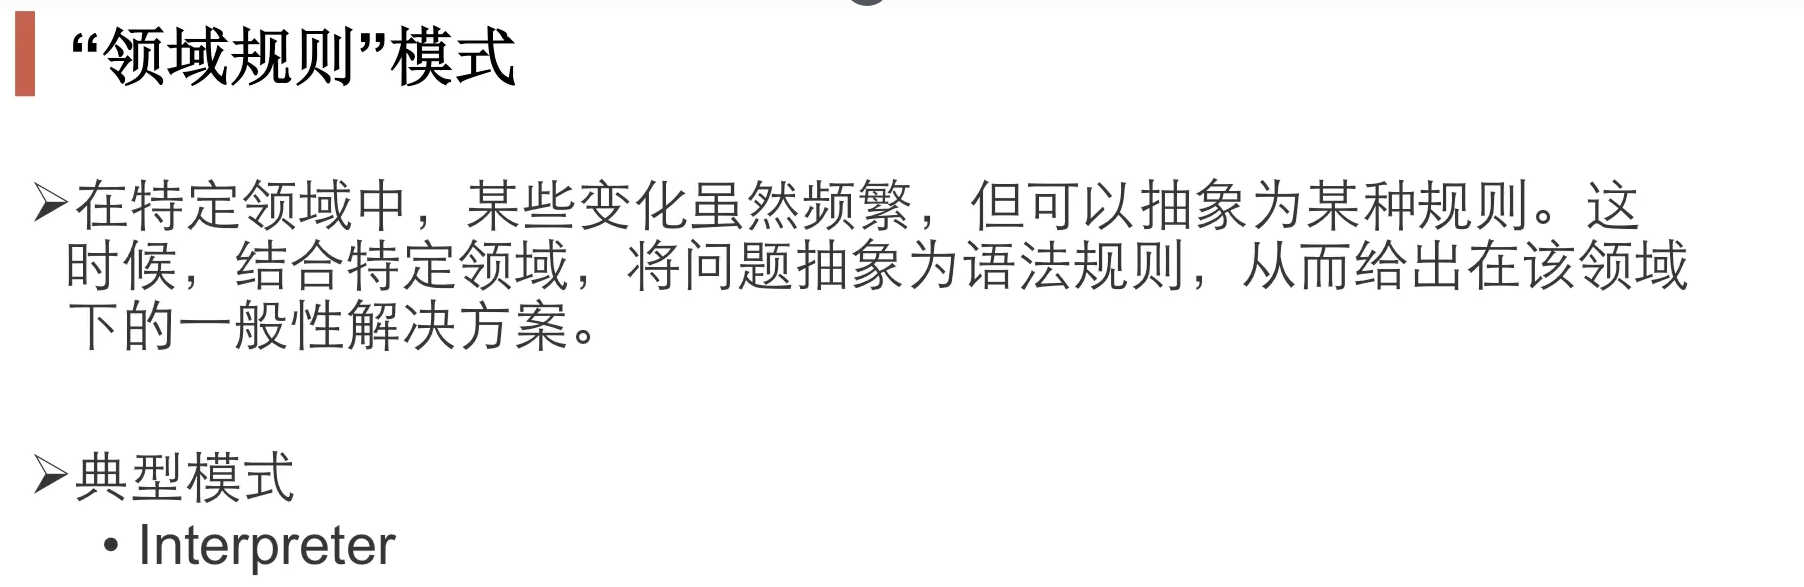 “领域规则”模式
➢在特定领域中，某些变化虽然频繁，但可以抽象为某种规则。这
时候，结合特定领域，将问题抽象为语法规则，从而给出在该领域
下的一般性解决方案。
➢典型模式
• Interpreter